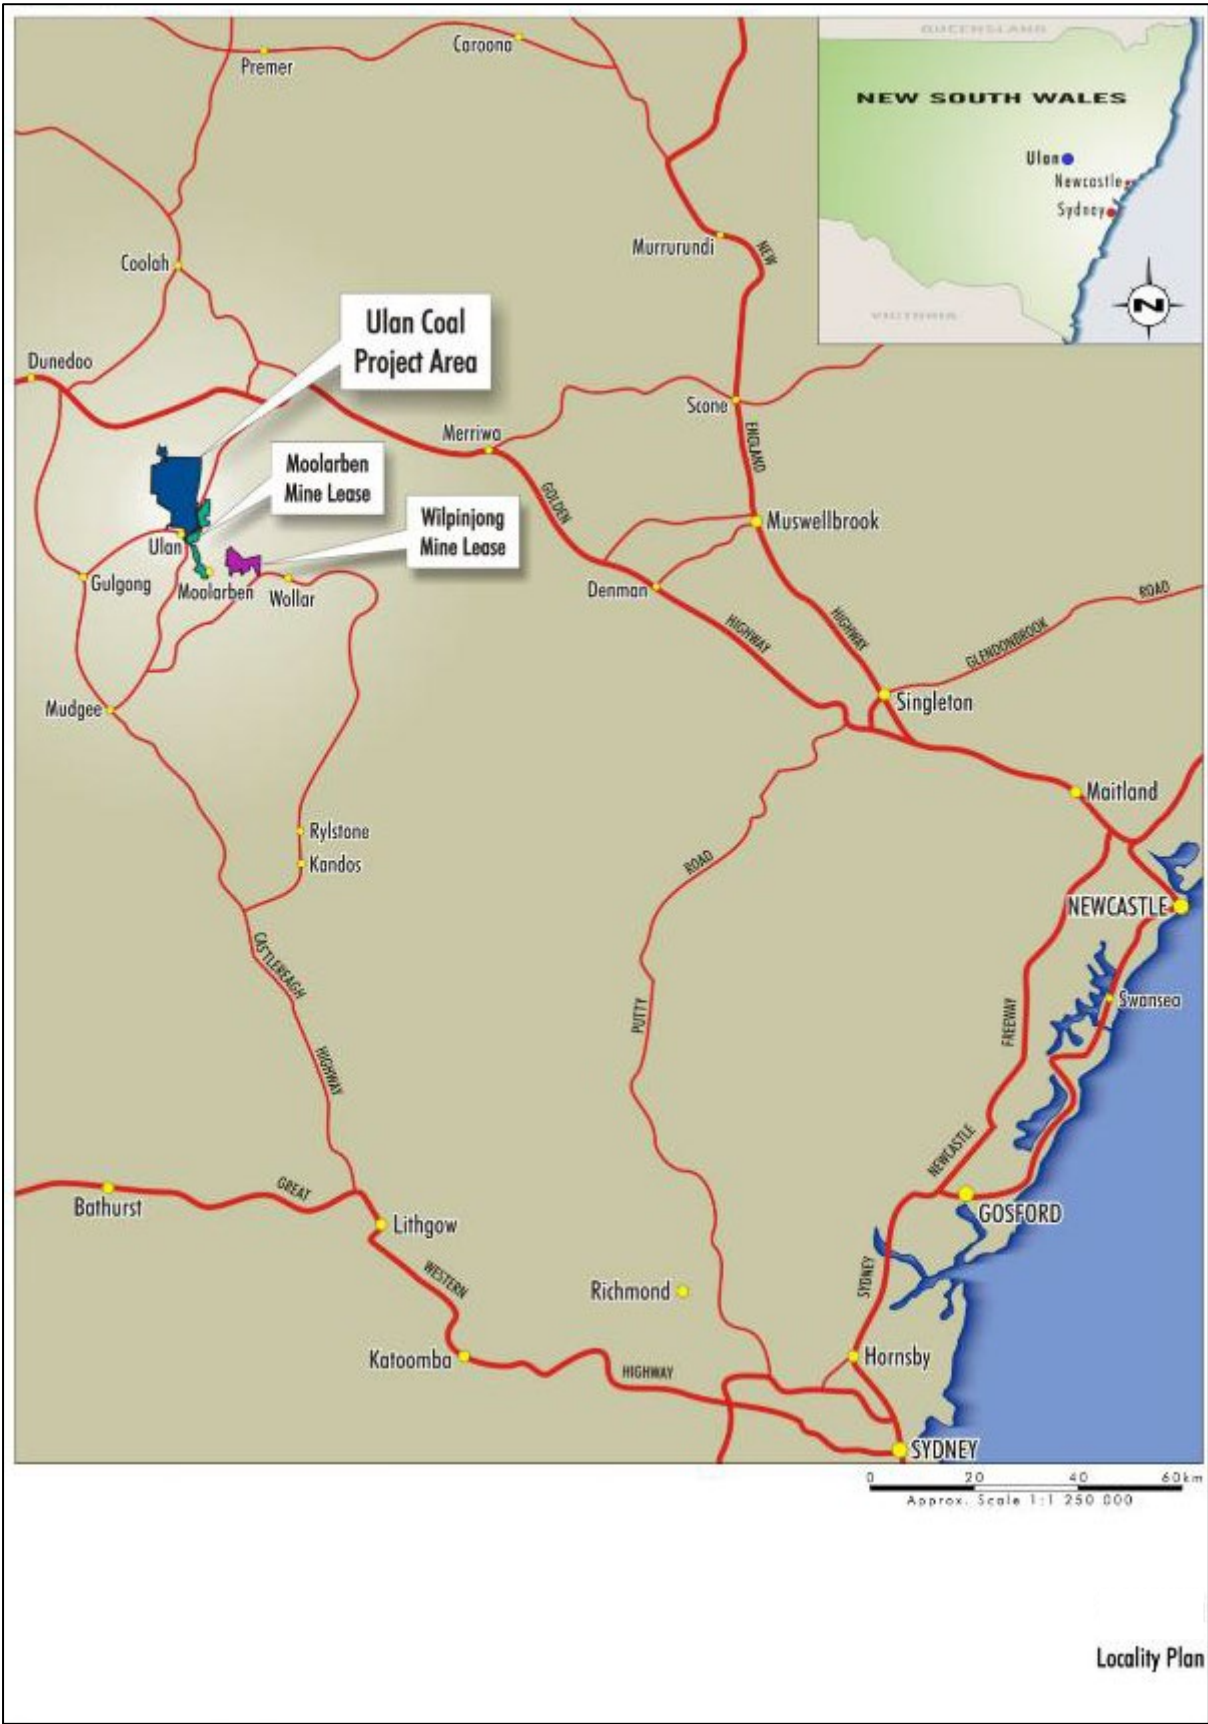 QUEENSLAND
NEW SOUTH WALES
Ulan
Newcastle
Sydney
VICTORIA
N
Premer
Caroona
Coolah
Murrurundi
NEW
Ulan Coal
Project Area
Dunedoo
Scone
ENGLAND
Merriwa
Moolarben
Mine Lease
GOLDEN
Wilpinjong
Mine Lease
Muswellbrook
Ulan
Gulgong
Moolarben
Wollar
Denman
HIGHWAY
HIGHWAY
GLENDONBROOK
ROAD
Singleton
Mudgee
Maitland
Rylstone
Kandos
ROAD
NEWCASTLE
CASTLEREAGH
HIGHWAY
PUTTY
FREEWAY
Swansea
NEWCASTLE
Bathurst
GREAT
Lithgow
GOSFORD
WESTERN
SYDNEY
Richmond
Katoomba
HIGHWAY
Hornsby
SYDNEY
0 20 40 60km
Approx. Scale 1:1 250 000
Locality Plan